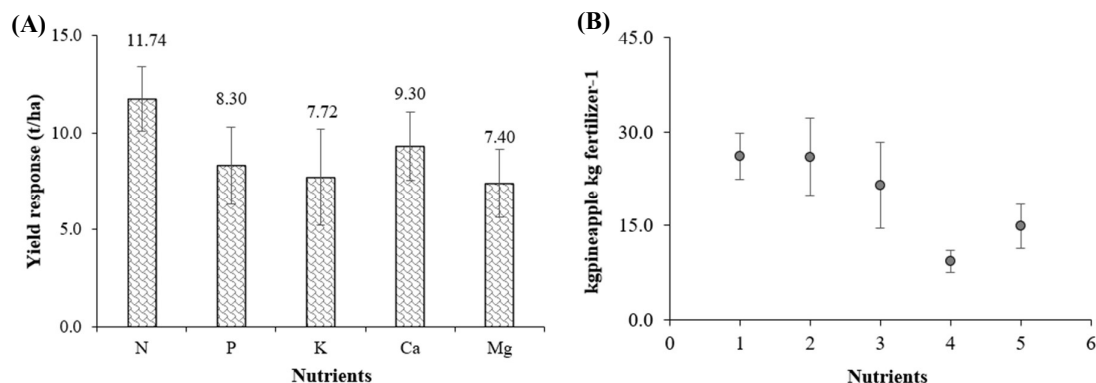 (A)
Yield response (t/ha)
15.0
10.0
5.0
0.0
11.74
8.30
7.72
9.30
7.40
N P K Ca Mg
Nutrients
(B)
kgpineapple kg fertilizer-1
45.0
30.0
15.0
0.0
0 1 2 3 4 5 6
Nutrients